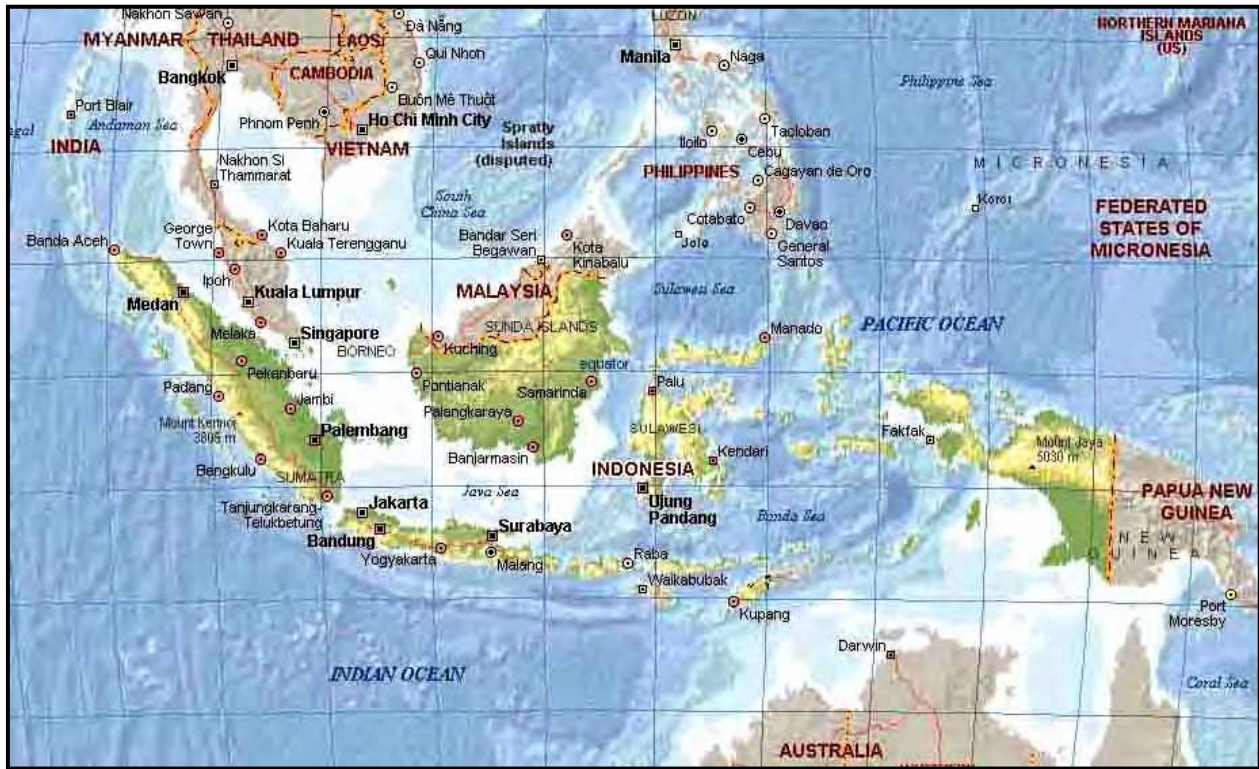 Nakhon Sawan
Đà Nẵng
LUZON
NORTHERN MARIANA
ISLANDS
(US)
MYANMAR
THAILAND
LAOS
Qui Nhon
Manila
Naga
Bangkok
CAMBODIA
Philippine Sea
Port Blair
Andaman Sea
Buôn Mê Thuật
Phnom Penh
Ho Chi Minh City
Spratly
Islands
(disputed)
Iloilo
Tacloban
Cebu
INDIA
VIETNAM
Nakhon Si
Thammarat
PHILIPPINES
Cagayan de Oro
MICRONESIA
South
China Sea
Koror
FEDERATED
STATES OF
MICRONESIA
George
Town
Kota Baharu
Kuala Terengganu
Cotabato
Davao
Jolo
General
Santos
Banda Aceh
Bandar Seri
Begawan
Kota
Kinabalu
Ipoh
Medan
Kuala Lumpur
MALAYSIA
Sulawesi Sea
Melaka
Singapore
SUNDA ISLANDS
Manado
PACIFIC OCEAN
BORNEO
Kuching
Pekanbaru
equator
Padang
Jambi
Pontianak
Samarinda
Palu
Mount Kerinci
3805 m
Palembang
Palangkaraya
SULAWESI
Fakfak
Mount Jaya
5030 m
Bengkulu
SUMATRA
Banjarmasin
INDONESIA
Kendari
Tanjungkarang-
Telukbetung
Jakarta
Java Sea
Ujung
Pandang
Banda Sea
PAPUA NEW
GUINEA
Bandung
Surabaya
NEW
GUINEA
Yogyakarta
Malang
Raba
Waikabubak
Kupang
Port
Moresby
Darwin
INDIAN OCEAN
Coral Sea
AUSTRALIA